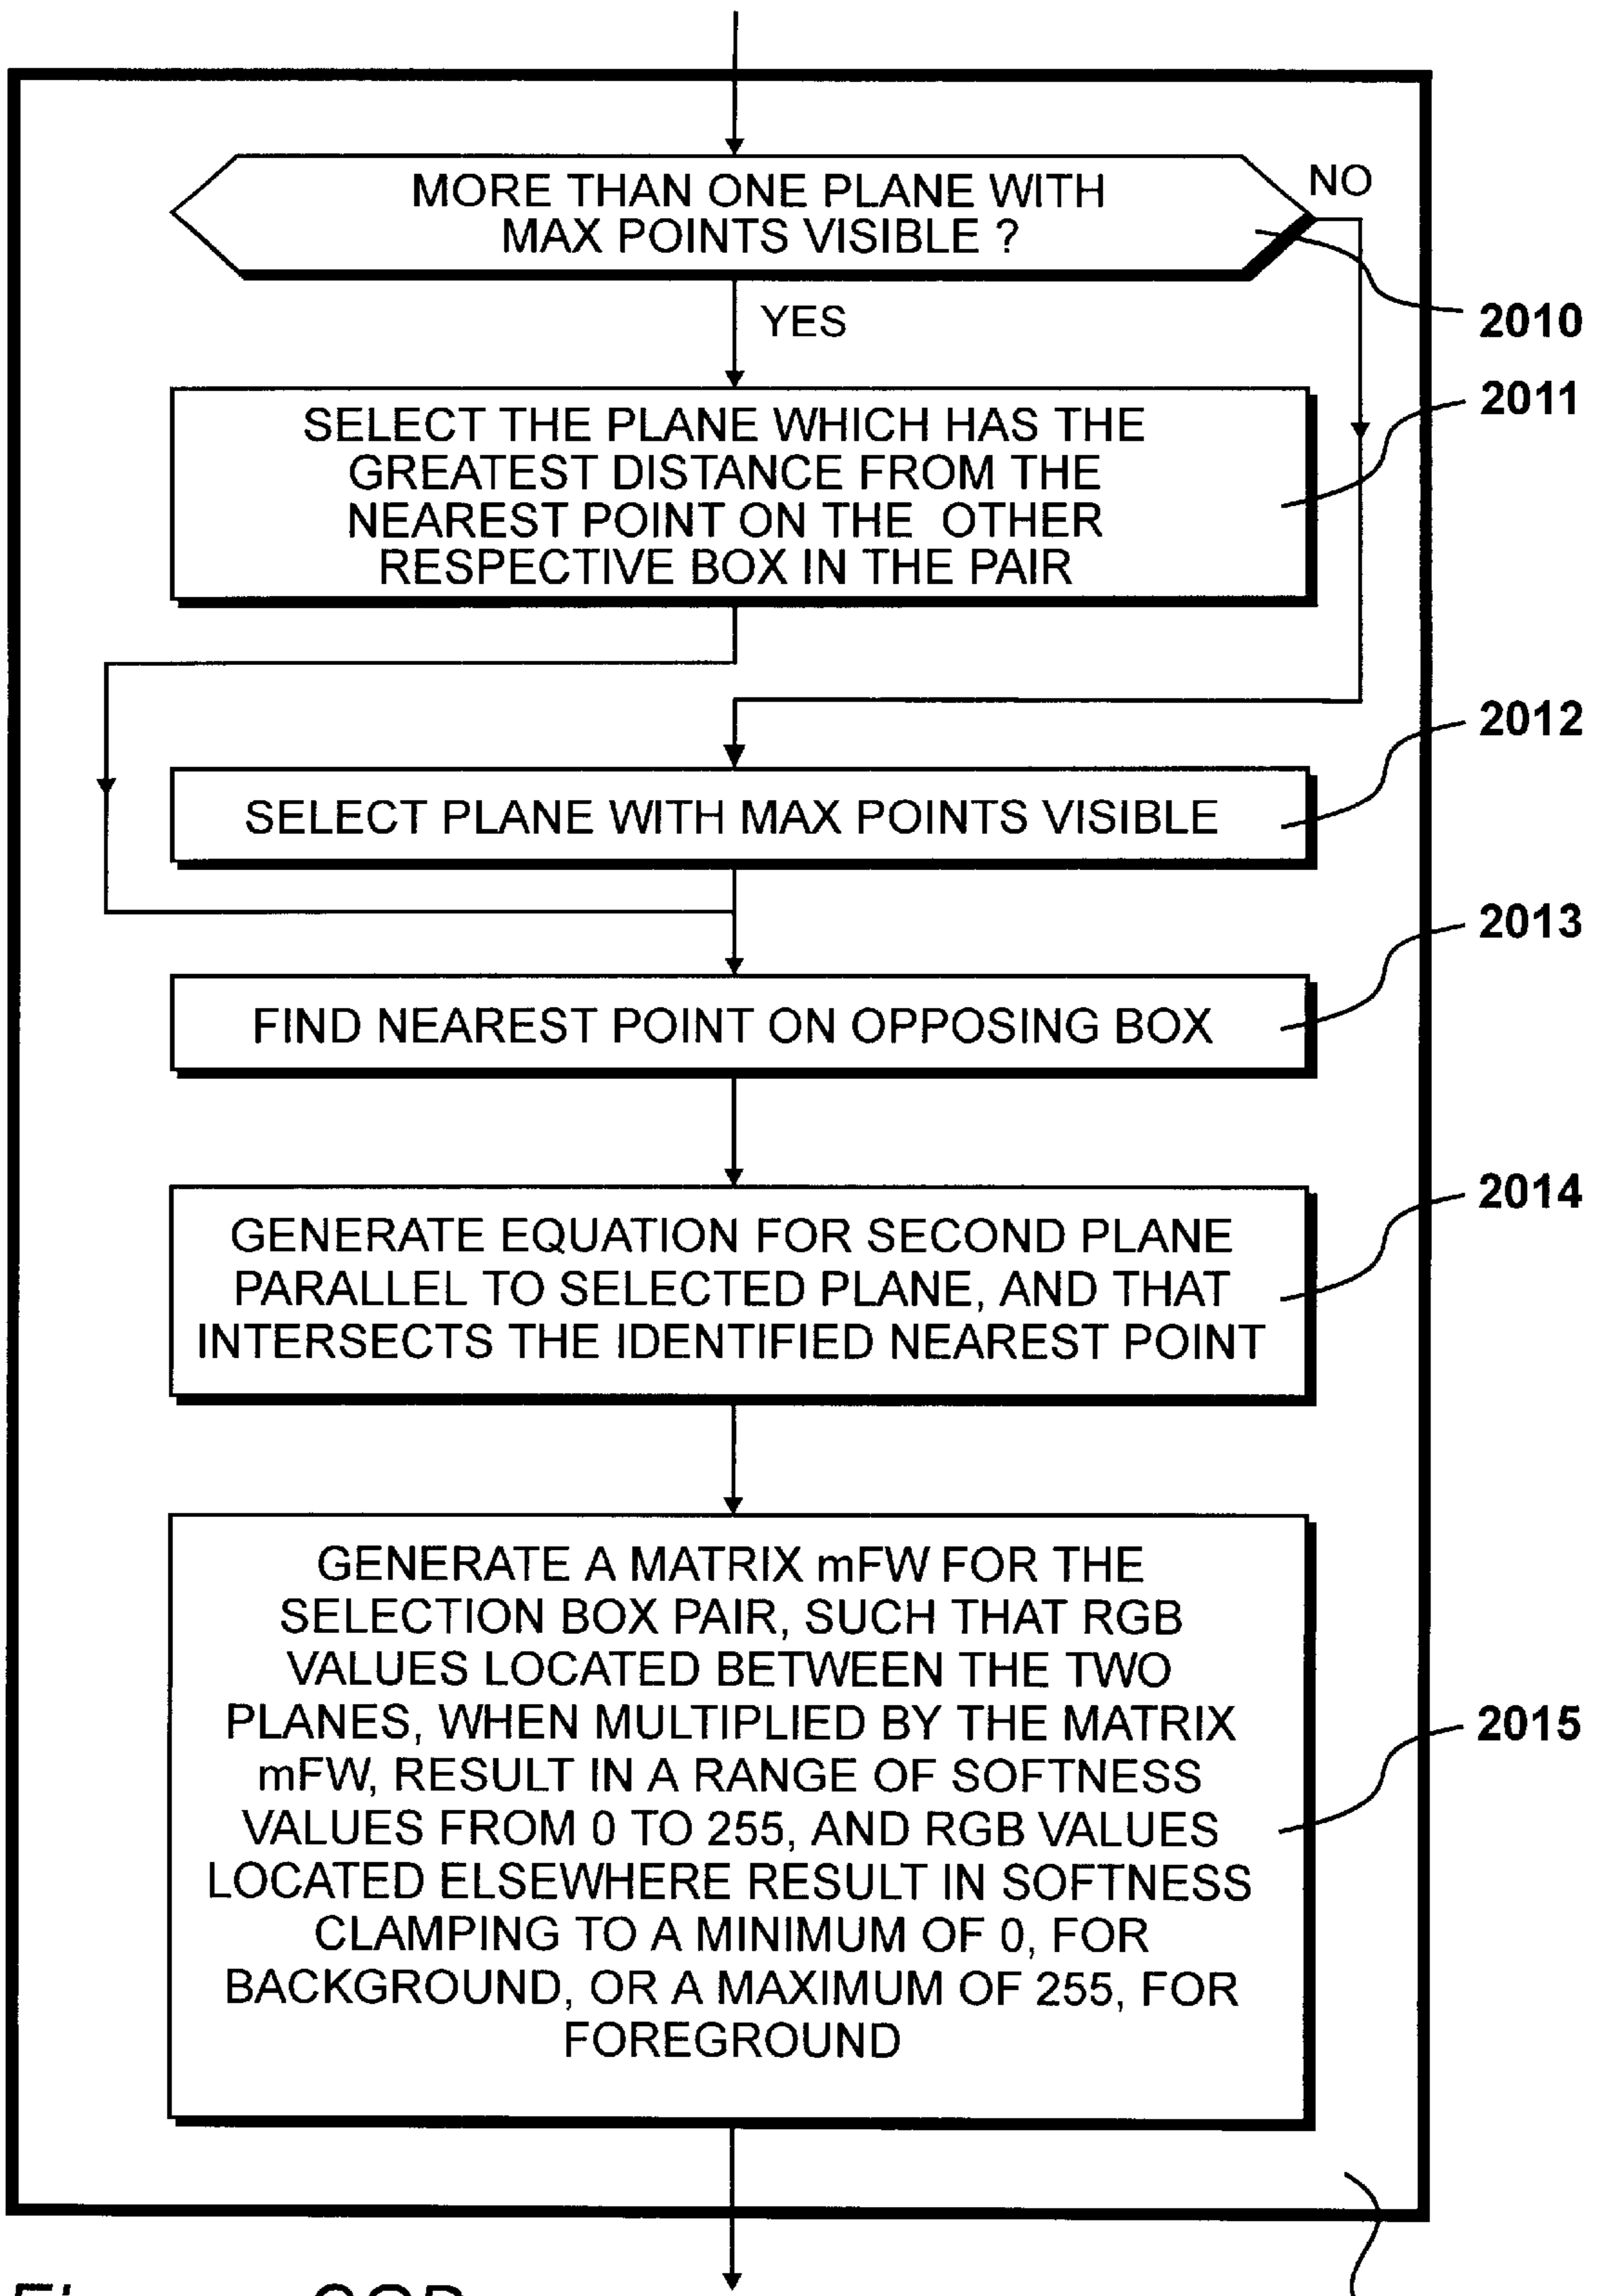 MORE THAN ONE PLANE WITH
MAX POINTS VISIBLE ?
NO
2010
YES
2011
SELECT THE PLANE WHICH HAS THE
GREATEST DISTANCE FROM THE
NEAREST POINT ON THE OTHER
RESPECTIVE BOX IN THE PAIR
2012
SELECT PLANE WITH MAX POINTS VISIBLE
2013
FIND NEAREST POINT ON OPPOSING BOX
2014
GENERATE EQUATION FOR SECOND PLANE
PARALLEL TO SELECTED PLANE, AND THAT
INTERSECTS THE IDENTIFIED NEAREST POINT
GENERATE A MATRIX mFW FOR THE
SELECTION BOX PAIR, SUCH THAT RGB
VALUES LOCATED BETWEEN THE TWO
PLANES, WHEN MULTIPLIED BY THE MATRIX
2015
mFW, RESULT IN A RANGE OF SOFTNESS
VALUES FROM 0 TO 255, AND RGB VALUES
LOCATED ELSEWHERE RESULT IN SOFTNESS
CLAMPING TO A MINIMUM OF 0, FOR
BACKGROUND, OR A MAXIMUM OF 255, FOR
FOREGROUND